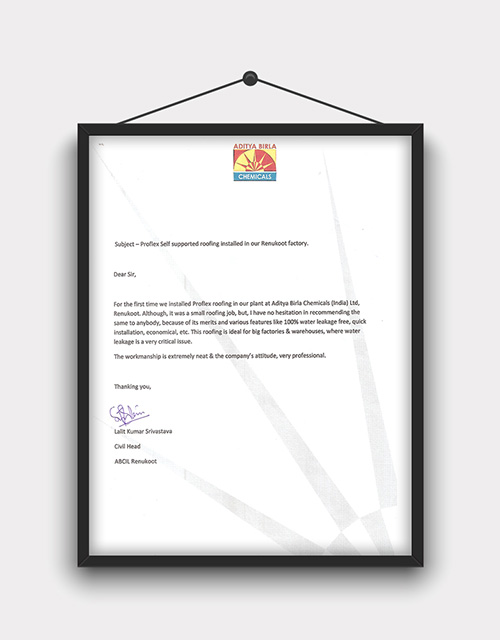 ADITYA BIRLA
CHEMICALS
Subject – Proflex Self supported roofing installed in our Renukoot factory.
Dear Sir,
For the first time we installed Proflex roofing in our plant at Aditya Birla Chemicals (India) Ltd,
Renukoot. Although, it was a small roofing job, but, I have no hesitation in recommending the
same to anybody, because of its merits and various features like 100% water leakage free, quick
installation, economical, etc. This roofing is ideal for big factories & warehouses, where water
leakage is a very critical issue.
The workmanship is extremely neat & the company's attitude, very professional.
Thanking you,
Lalit Kumar Srivastava
Civil Head
ABCIL Renukoot